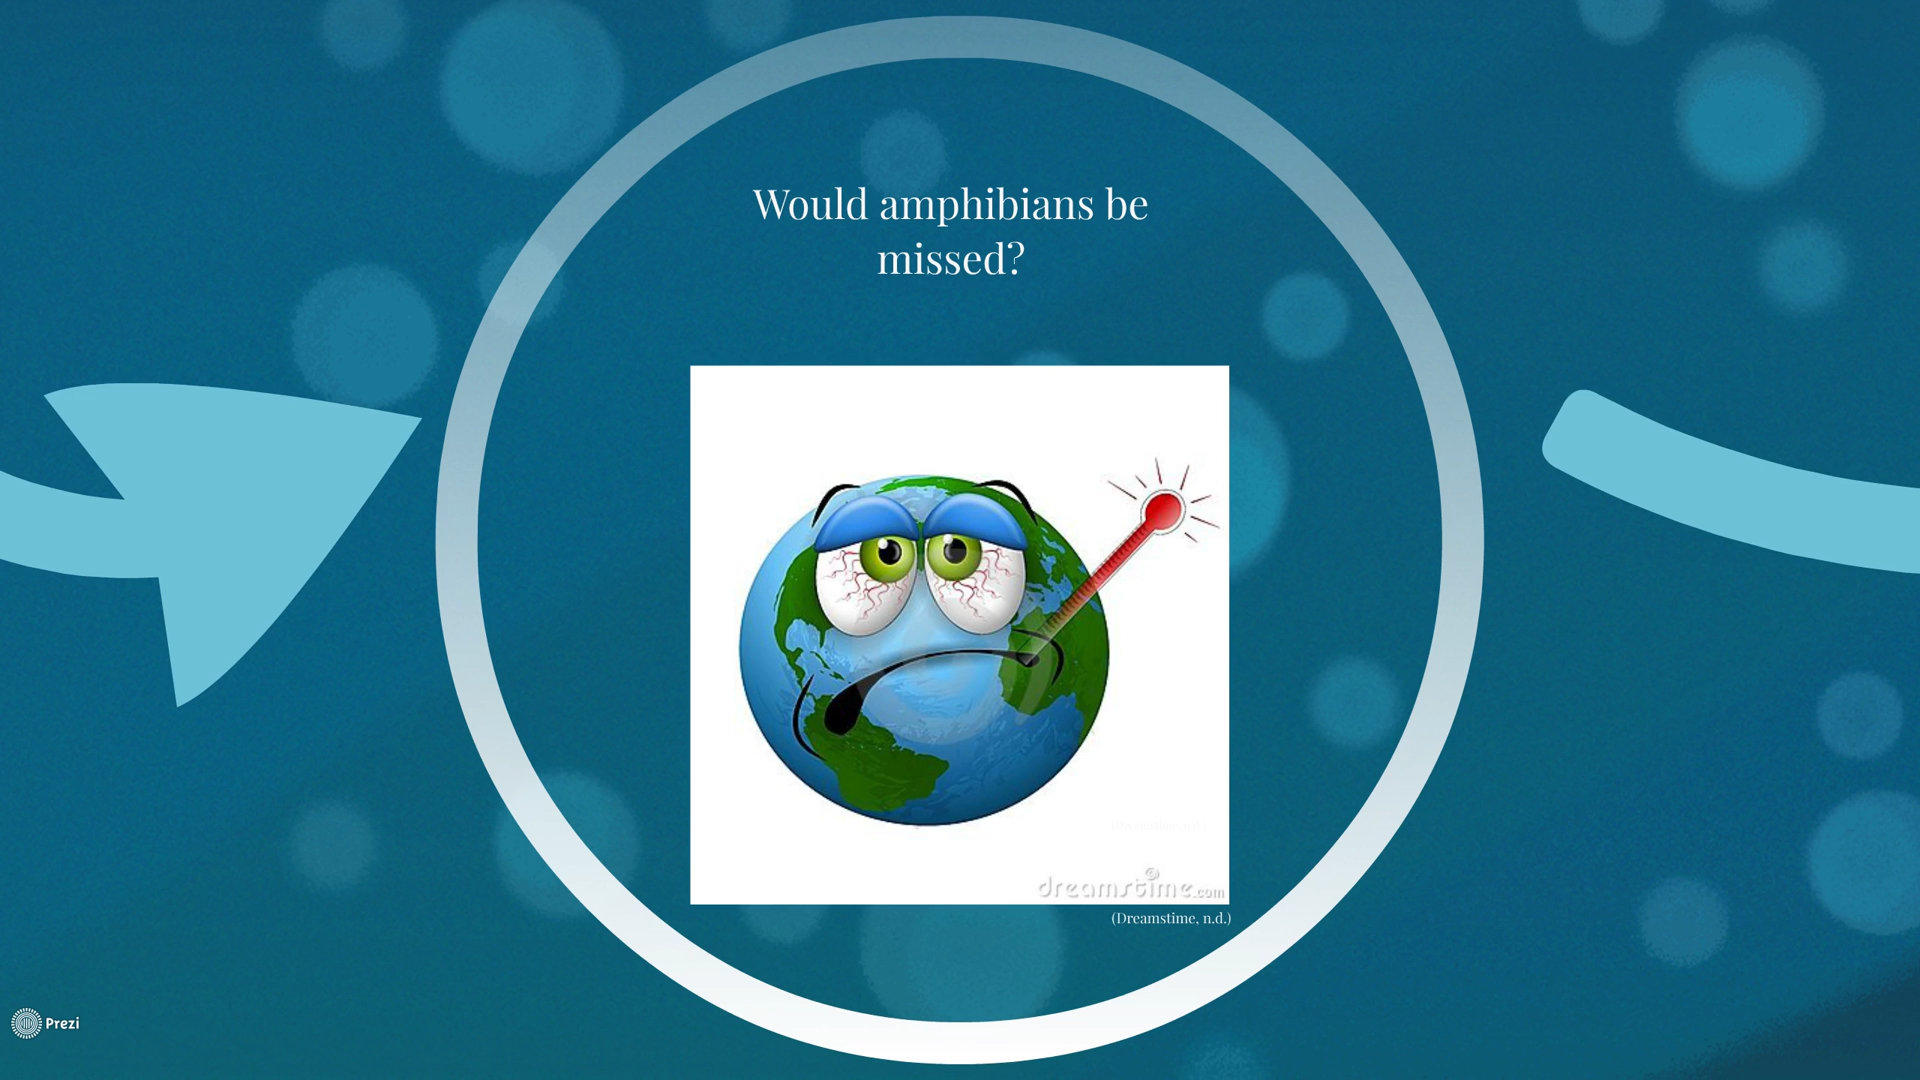 Would amphibians be
missed?
dreamstime.com
(Dreamstime, n.d.)
Prezi